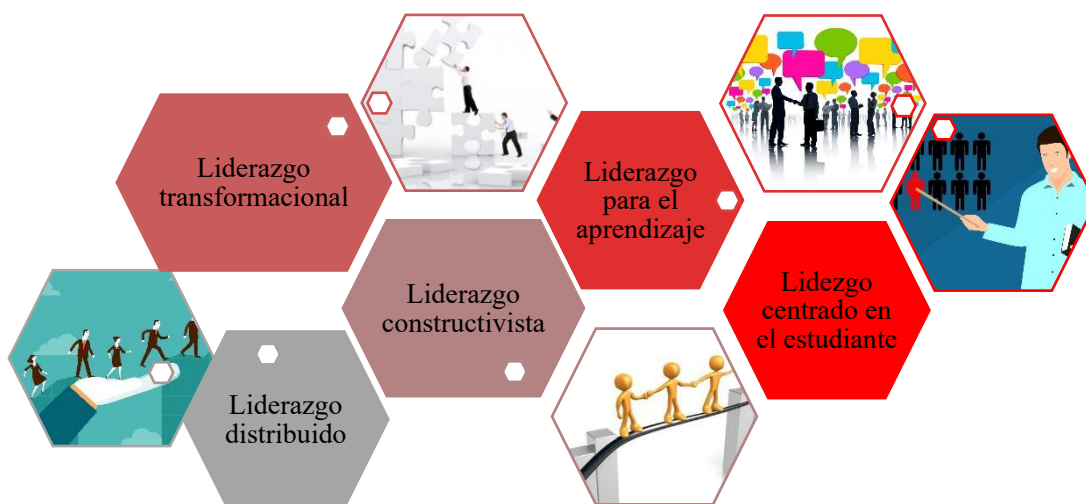 Liderazgo
transformacional
Liderazgo
para el
aprendizaje
Liderazgo
constructivista
Lidezgo
centrado en
el estudiante
Liderazgo
distribuido